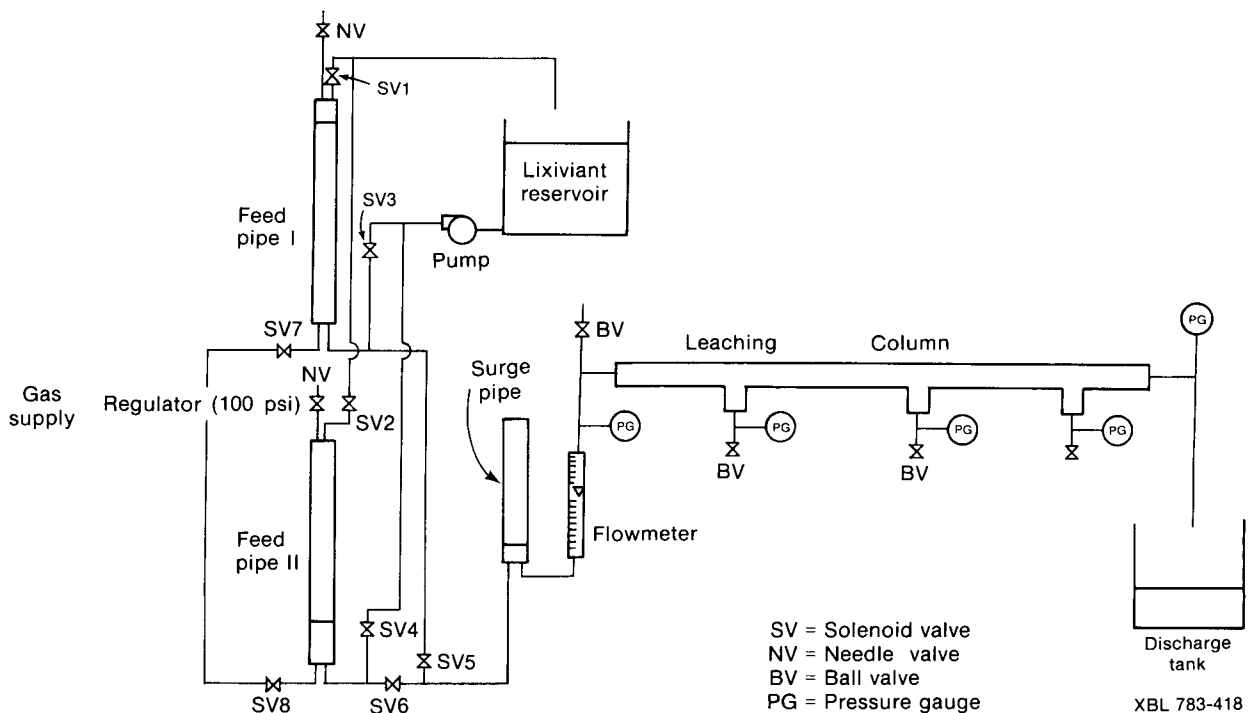 NV
SV1
Lixiviant
reservoir
SV3
Feed
pipe I
Pump
SV7
BV
PG
Leaching Column
NV
Surge
pipe
Gas
supply
Regulator (100 psi)
SV2
PG
PG
PG
PG
BV
BV
Feed
pipe II
Flowmeter
SV4
SV5
SV8
SV6
SV = Solenoid valve
NV = Needle valve
BV = Ball valve
PG = Pressure gauge
Discharge
tank
XBL 783-418